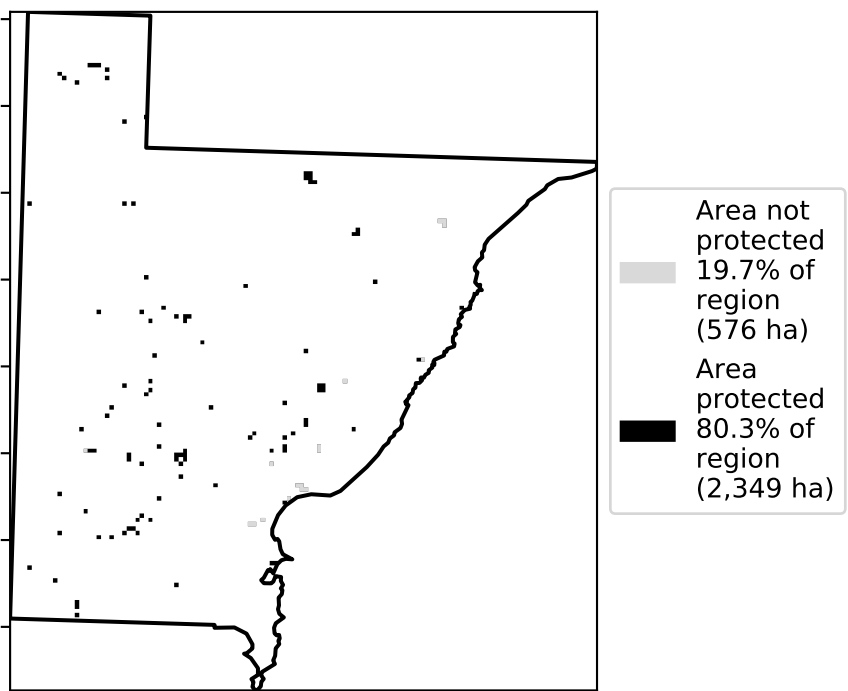 Area not
protected
19.7% of
region
(576 ha)
Area
protected
80.3% of
region
(2,349 ha)